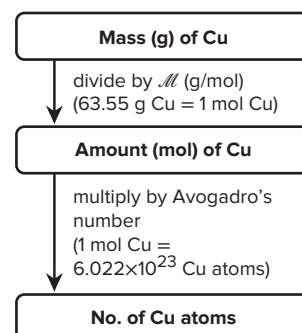 Mass (g) of Cu
divide by ℳ (g/mol)
(63.55 g Cu = 1 mol Cu)
Amount (mol) of Cu
multiply by Avogadro’s
number
(1 mol Cu =
6.022×10²³ Cu atoms)
No. of Cu atoms